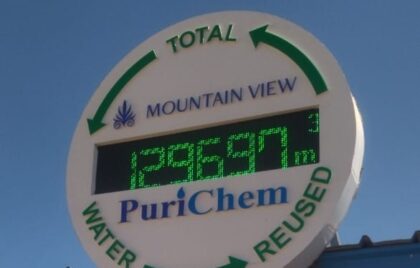 TOTAL
MOUNTAIN VIEW
129697 m³
PuriChem
WATER
REUSED